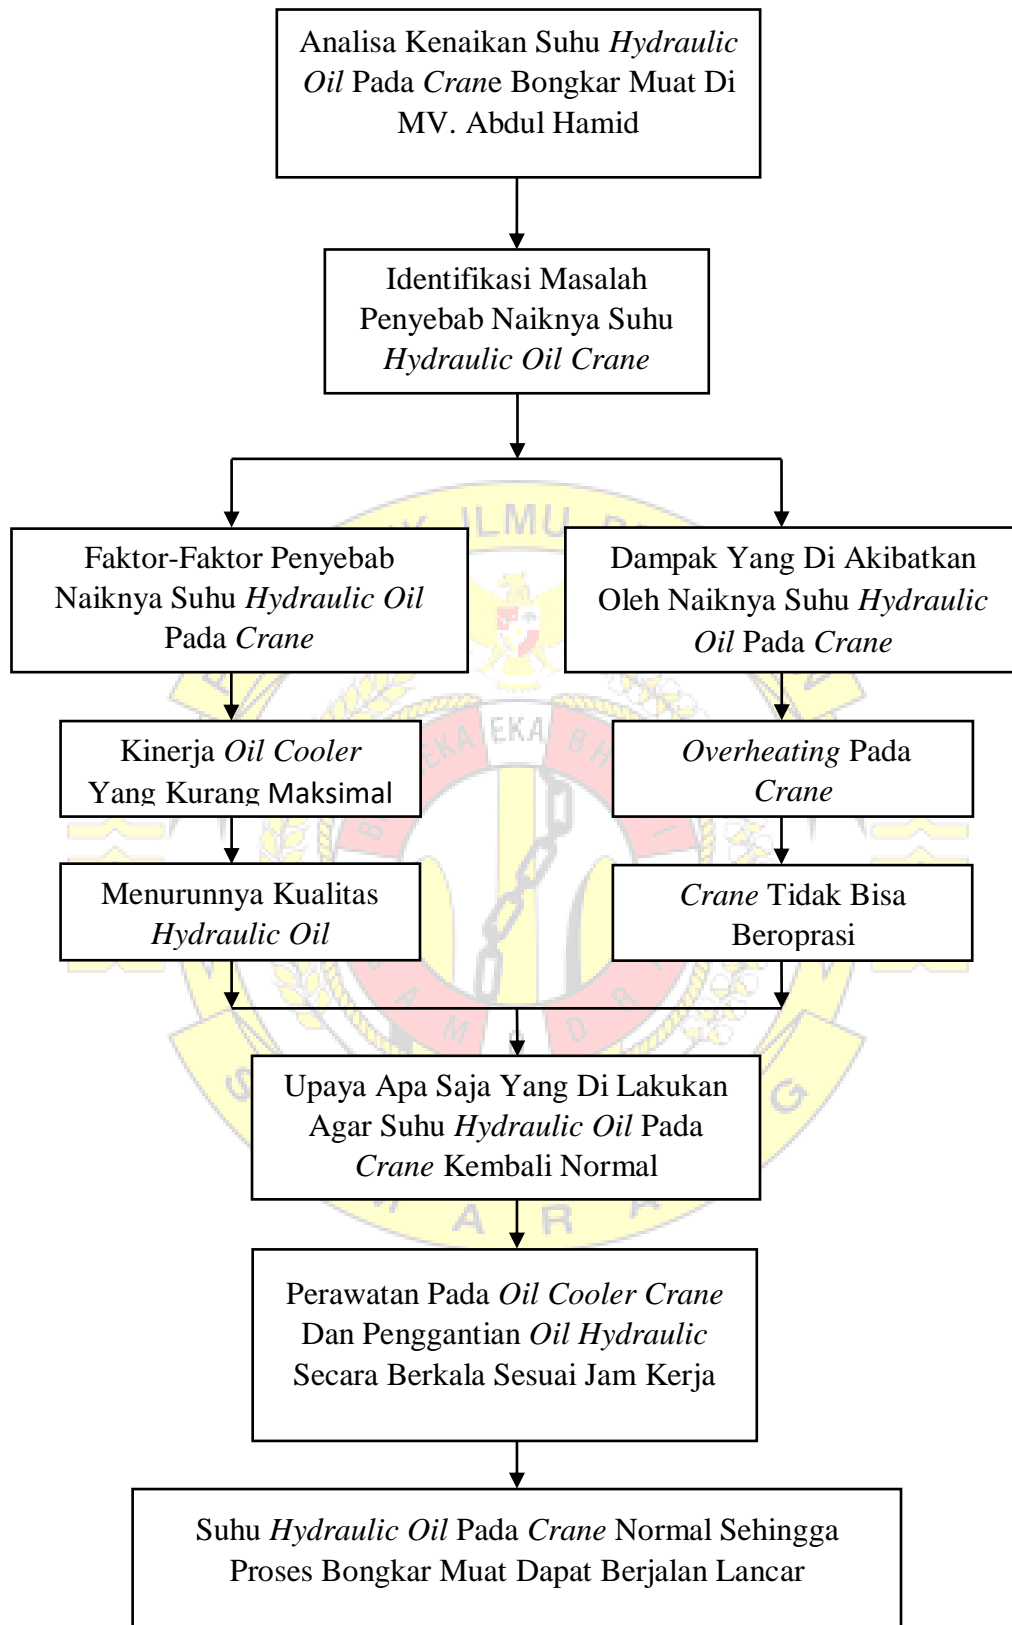 Analisa Kenaikan Suhu Hydraulic
Oil Pada Crane Bongkar Muat Di
MV. Abdul Hamid
Identifikasi Masalah
Penyebab Naiknya Suhu
Hydraulic Oil Crane
Faktor-Faktor Penyebab
Naiknya Suhu Hydraulic Oil
Pada Crane
Dampak Yang Di Akibatkan
Oleh Naiknya Suhu Hydraulic
Oil Pada Crane
Kinerja Oil Cooler
Yang Kurang Maksimal
Overheating Pada
Crane
Menurunnya Kualitas
Hydraulic Oil
Crane Tidak Bisa
Beroprasi
Upaya Apa Saja Yang Di Lakukan
Agar Suhu Hydraulic Oil Pada
Crane Kembali Normal
Perawatan Pada Oil Cooler Crane
Dan Penggantian Oil Hydraulic
Secara Berkala Sesuai Jam Kerja
Suhu Hydraulic Oil Pada Crane Normal Sehingga
Proses Bongkar Muat Dapat Berjalan Lancar
ILMU
EKA